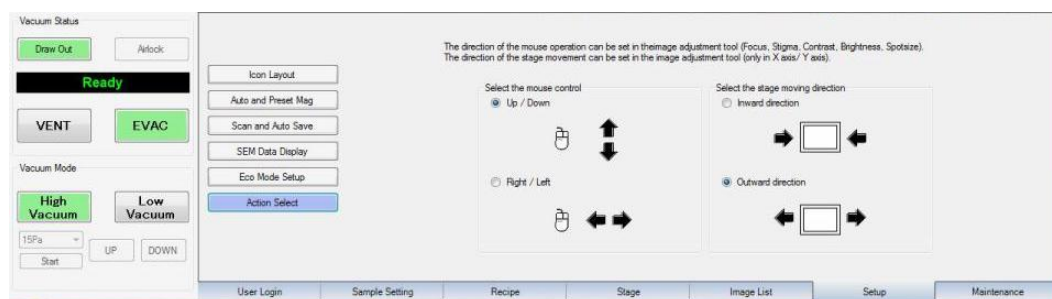 Vacuum Status
Draw Out
Airlock
Ready
VENT
EVAC
Vacuum Mode
High
Vacuum
Low
Vacuum
15Pa
Start
UP
DOWN
Icon Layout
Auto and Preset Mag
Scan and Auto Save
SEM Data Display
Eco Mode Setup
Action Select
The direction of the mouse operation can be set in theimage adjustment tool (Focus, Stigma, Contrast, Brightness, Spotsize).
The direction of the stage movement can be set in the image adjustment tool (only in X axis/ Y axis).
Select the mouse control
Up / Down
Right / Left
Select the stage moving direction
Inward direction
Outward direction
User Login
Sample Setting
Recipe
Stage
Image List
Setup
Maintenance